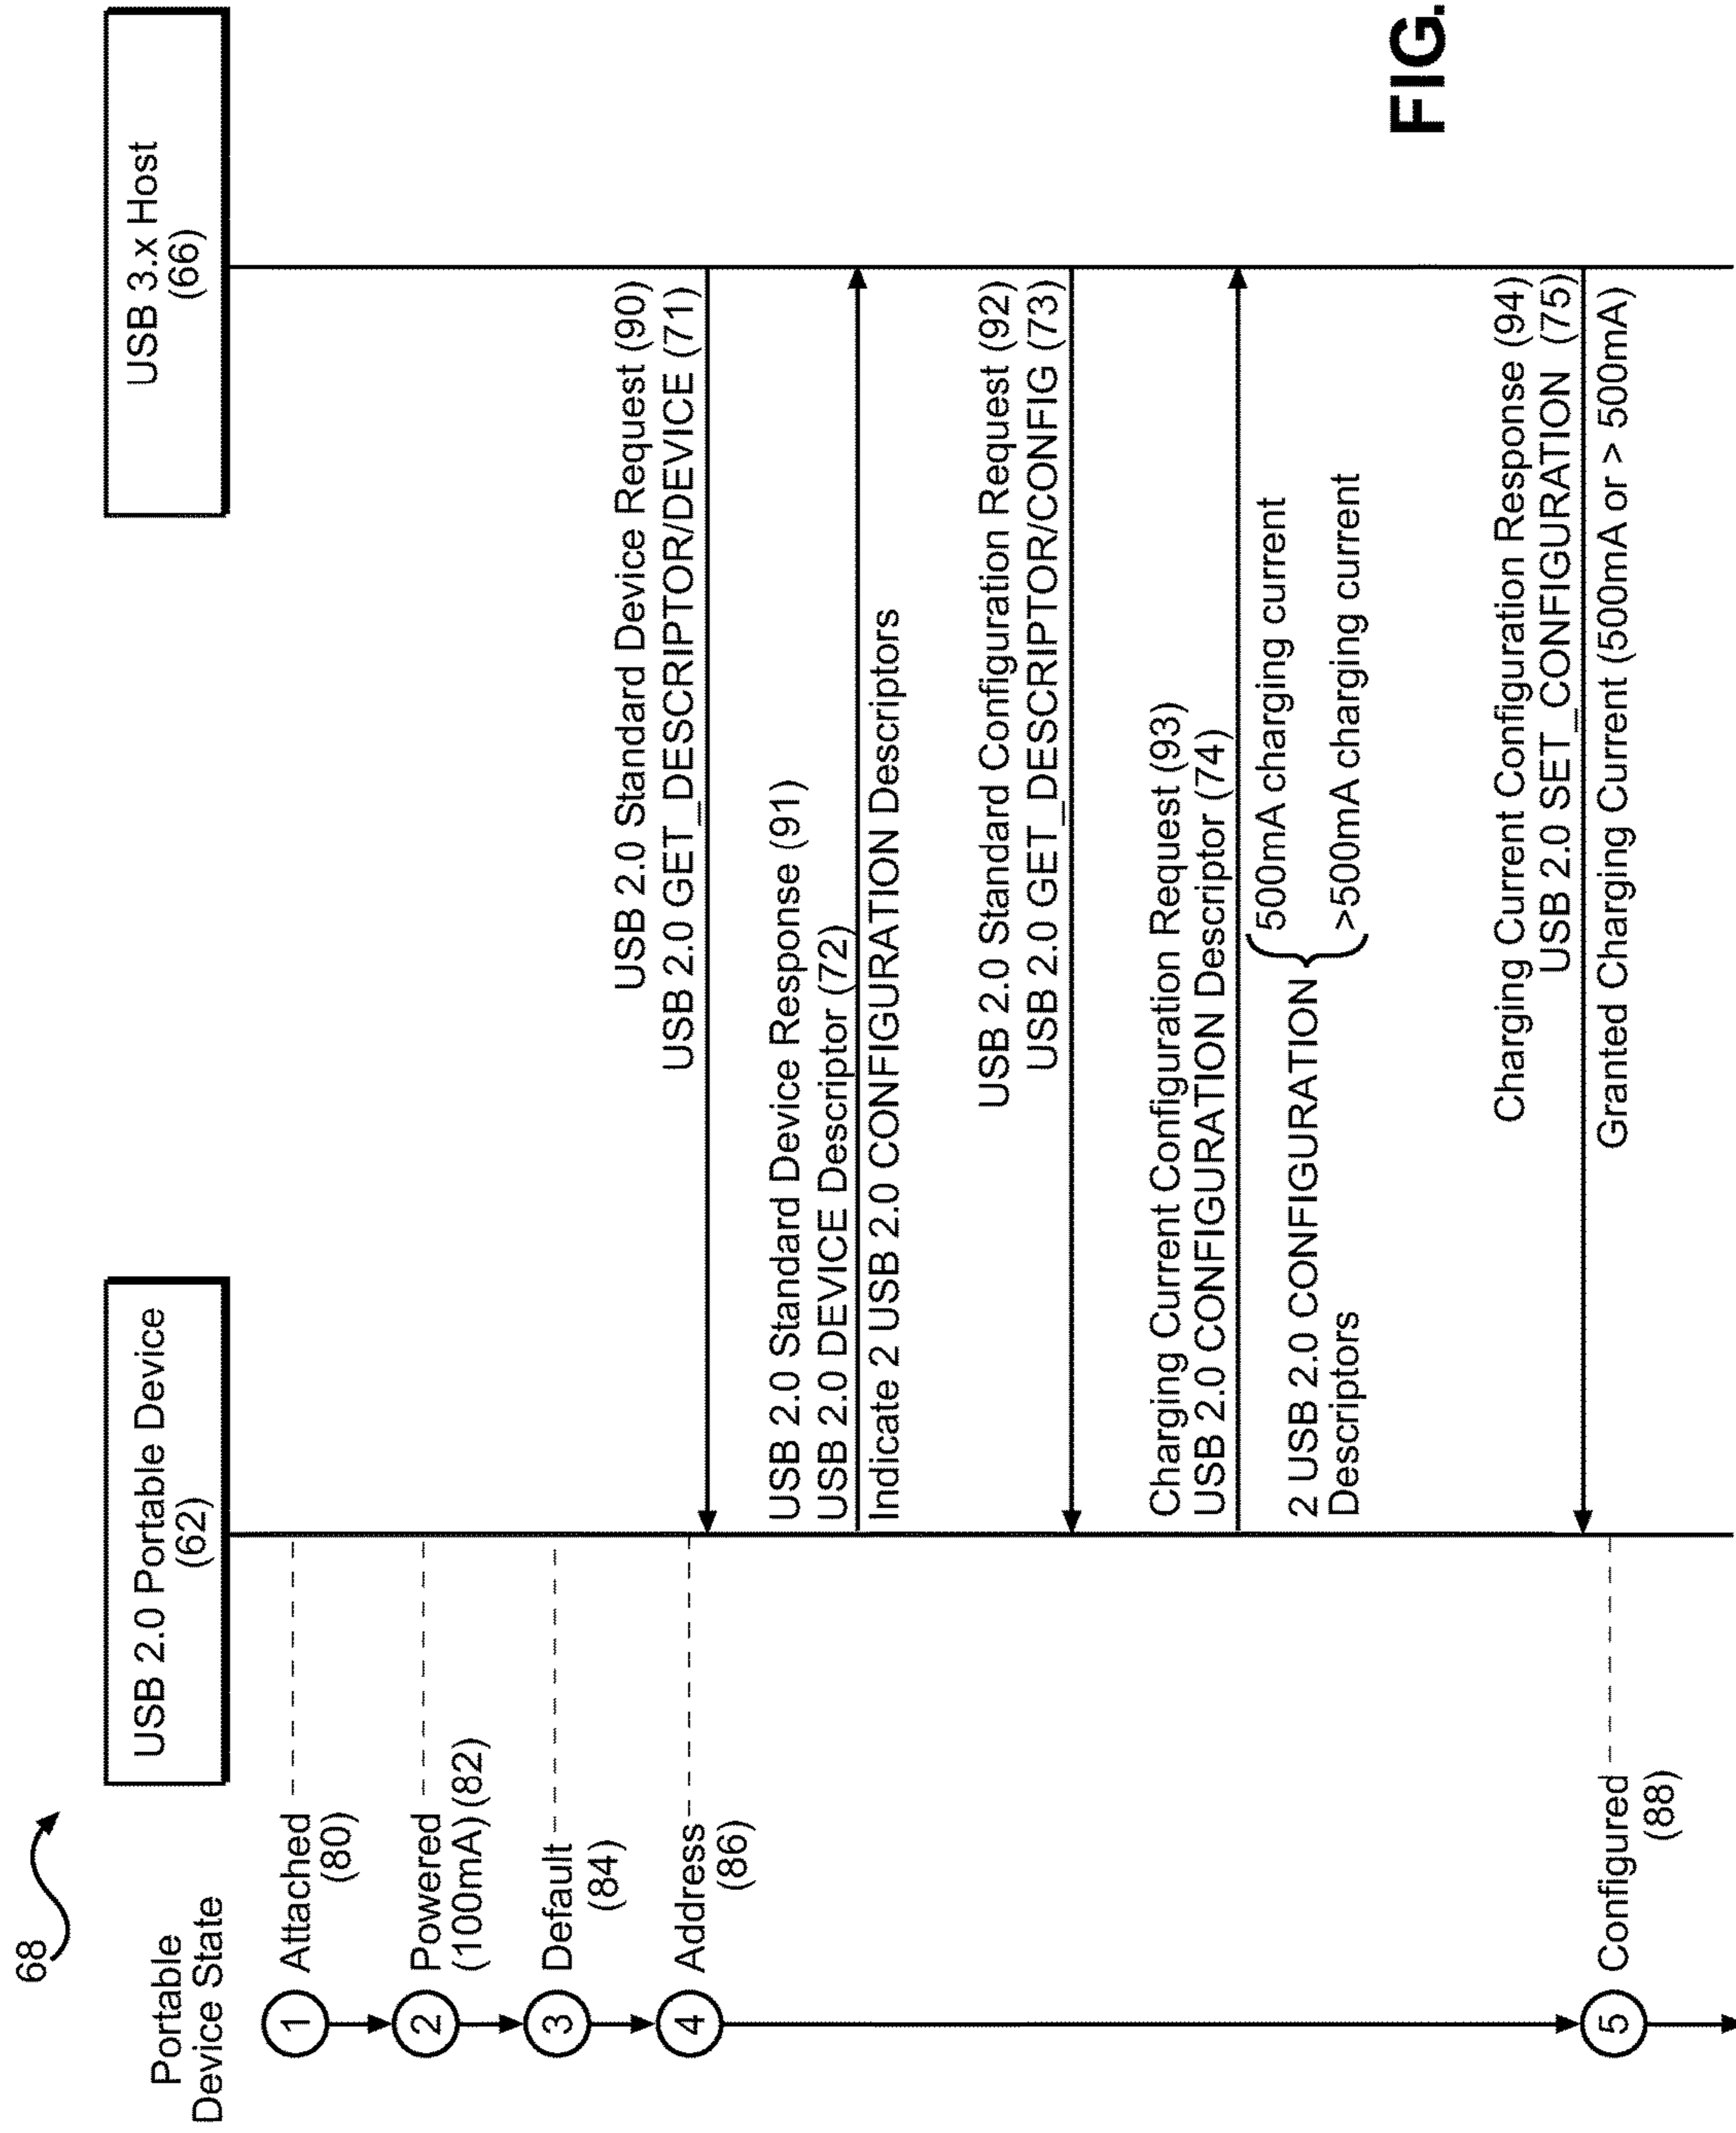 68
Portable
Device State
USB 2.0 Portable Device
(62)
USB 3.x Host
(66)
1 Attached
(80)
2 Powered
(100mA) (82)
3 Default
(84)
4 Address
(86)
USB 2.0 Standard Device Request (90)
USB 2.0 GET_DESCRIPTOR/DEVICE (71)
USB 2.0 Standard Device Response (91)
USB 2.0 DEVICE Descriptor (72)
Indicate 2 USB 2.0 CONFIGURATION Descriptors
USB 2.0 Standard Configuration Request (92)
USB 2.0 GET_DESCRIPTOR/CONFIG (73)
Charging Current Configuration Request (93)
USB 2.0 CONFIGURATION Descriptor (74)
2 USB 2.0 CONFIGURATION
Descriptors
500mA charging current
>500mA charging current
Charging Current Configuration Response (94)
USB 2.0 SET_CONFIGURATION (75)
Granted Charging Current (500mA or > 500mA)
5 Configured
(88)
FIG.